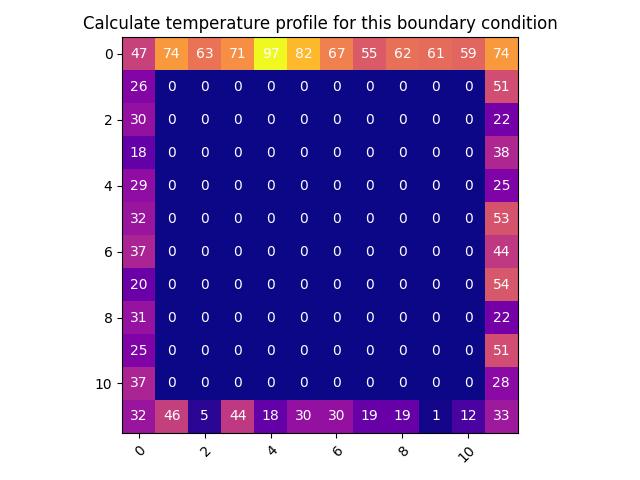 Calculate temperature profile for this boundary condition
0 47 74 63 71 97 82 67 55 62 61 59 74
26 0 0 0 0 0 0 0 0 0 0 51
2 30 0 0 0 0 0 0 0 0 0 0 22
18 0 0 0 0 0 0 0 0 0 0 38
4 29 0 0 0 0 0 0 0 0 0 0 25
32 0 0 0 0 0 0 0 0 0 0 53
6 37 0 0 0 0 0 0 0 0 0 0 44
20 0 0 0 0 0 0 0 0 0 0 54
8 31 0 0 0 0 0 0 0 0 0 0 22
25 0 0 0 0 0 0 0 0 0 0 51
10 37 0 0 0 0 0 0 0 0 0 0 28
32 46 5 44 18 30 30 19 19 1 12 33
0 2 4 6 8 10